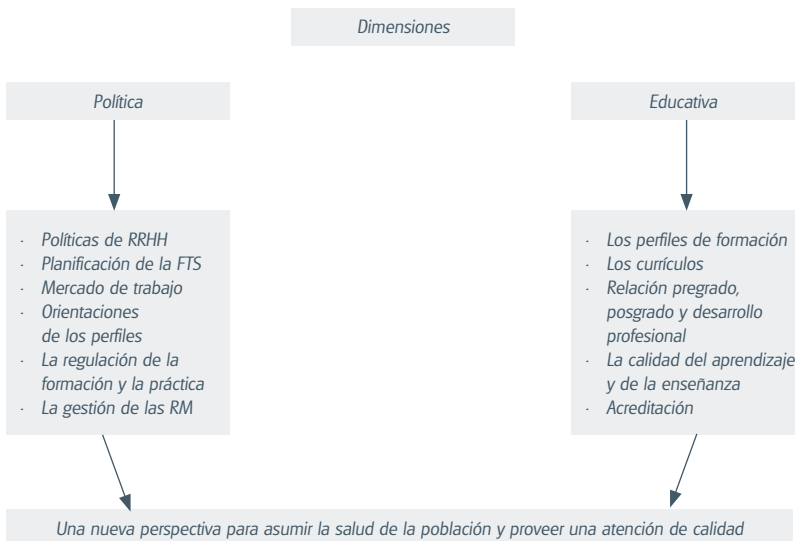 Dimensiones
Política
Educativa
· Políticas de RRHH
· Planificación de la FTS
· Mercado de trabajo
· Orientaciones
de los perfiles
· La regulación de la
formación y la práctica
· La gestión de las RM
· Los perfiles de formación
· Los currículos
· Relación pregrado,
posgrado y desarrollo
profesional
· La calidad del aprendizaje
y de la enseñanza
· Acreditación
Una nueva perspectiva para asumir la salud de la población y proveer una atención de calidad